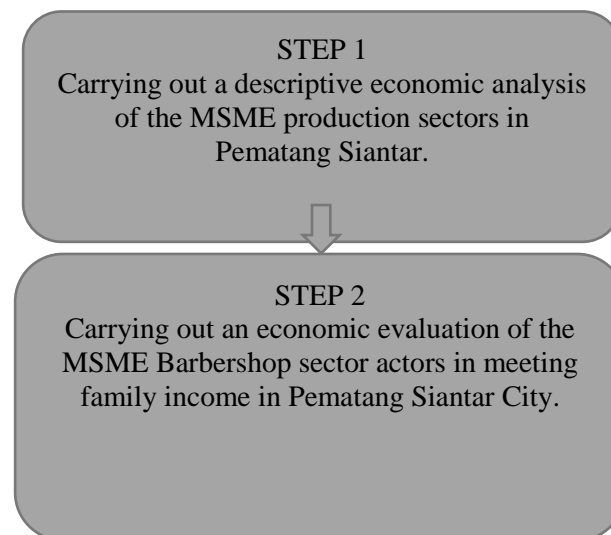 STEP 1
Carrying out a descriptive economic analysis
of the MSME production sectors in
Pematang Siantar.
STEP 2
Carrying out an economic evaluation of the
MSME Barbershop sector actors in meeting
family income in Pematang Siantar City.